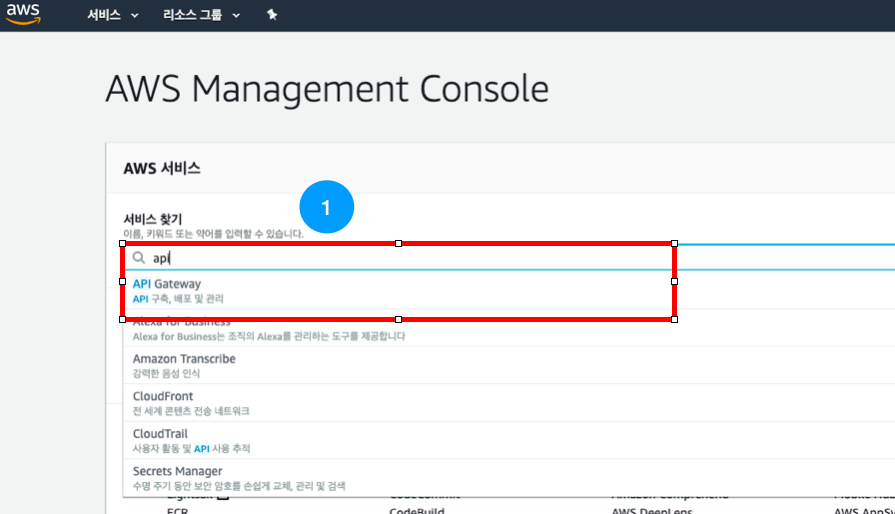 aws
서비스 리소스 그룹
AWS Management Console
AWS 서비스
1
서비스 찾기
이름, 키워드 또는 약어를 입력할 수 있습니다.
api
API Gateway
API 구축, 배포 및 관리
Alexa for Business
Alexa for Business는 조직의 Alexa를 관리하는 도구를 제공합니다
Amazon Transcribe
강력한 음성 인식
CloudFront
전 세계 콘텐츠 전송 네트워크
CloudTrail
사용자 활동 및 API 사용 추적
Secrets Manager
수명 주기 동안 보안 암호를 손쉽게 교체, 관리 및 검색
Lightsail CodeCommit Amazon Comprehend
ECR CodeBuild AWS DeepLens